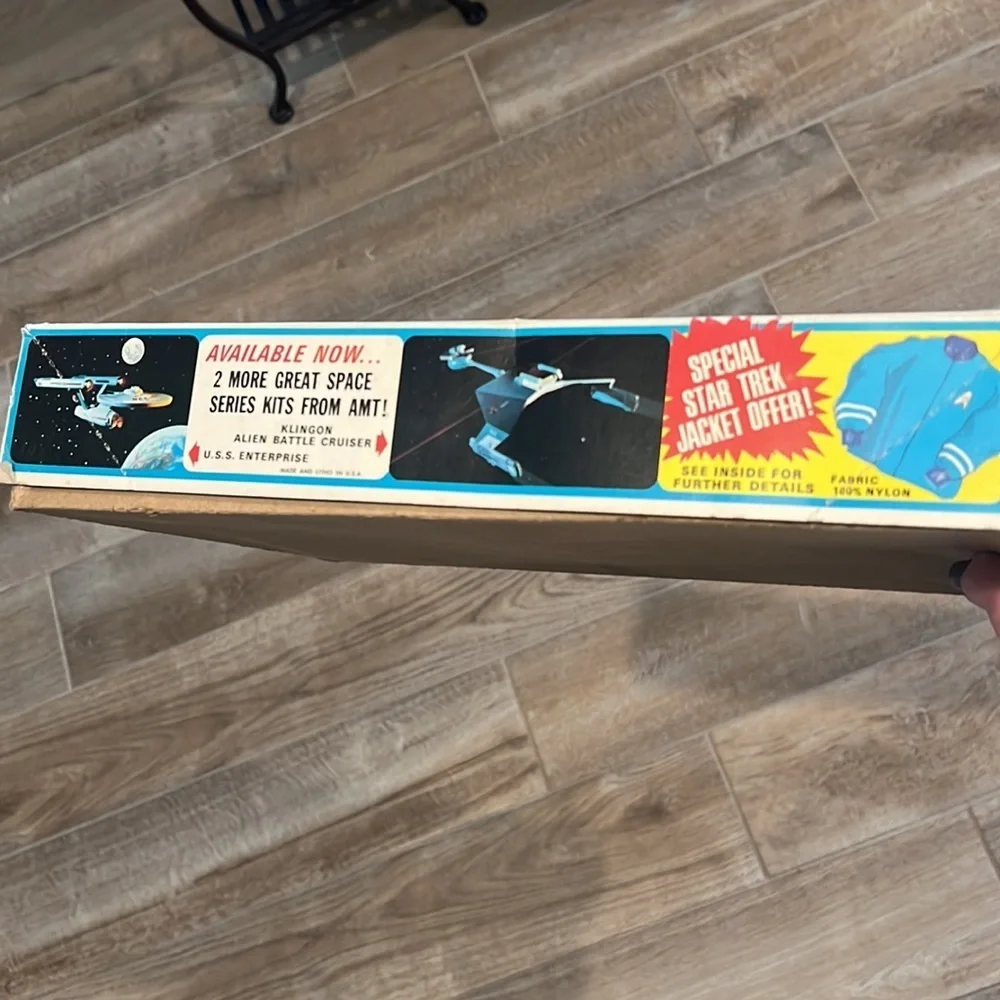 AVAILABLE NOW...
2 MORE GREAT SPACE
SERIES KITS FROM AMT!
KLINGON
ALIEN BATTLE CRUISER
U.S.S. ENTERPRISE
MADE AND LITHO IN U.S.A.
SPECIAL
STAR TREK
JACKET OFFER!
SEE INSIDE FOR
FURTHER DETAILS
FABRIC
100% NYLON